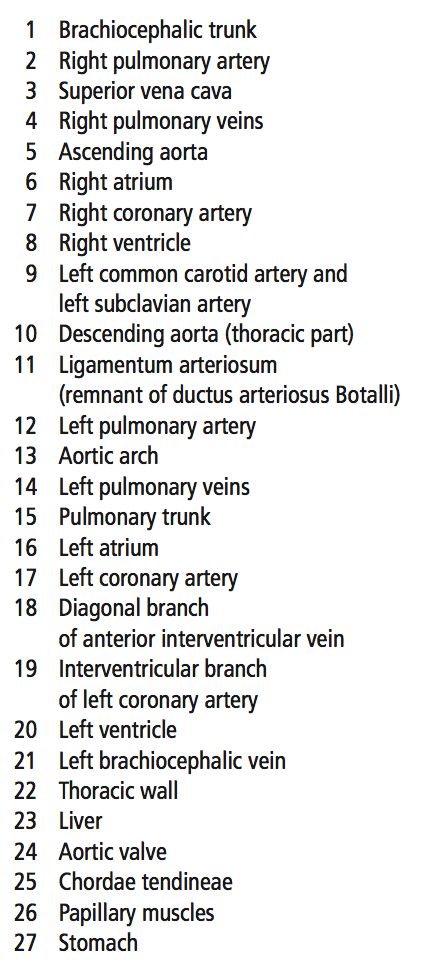 1 Brachiocephalic trunk
2 Right pulmonary artery
3 Superior vena cava
4 Right pulmonary veins
5 Ascending aorta
6 Right atrium
7 Right coronary artery
8 Right ventricle
9 Left common carotid artery and
left subclavian artery
10 Descending aorta (thoracic part)
11 Ligamentum arteriosum
(remnant of ductus arteriosus Botalli)
12 Left pulmonary artery
13 Aortic arch
14 Left pulmonary veins
15 Pulmonary trunk
16 Left atrium
17 Left coronary artery
18 Diagonal branch
of anterior interventricular vein
19 Interventricular branch
of left coronary artery
20 Left ventricle
21 Left brachiocephalic vein
22 Thoracic wall
23 Liver
24 Aortic valve
25 Chordae tendineae
26 Papillary muscles
27 Stomach